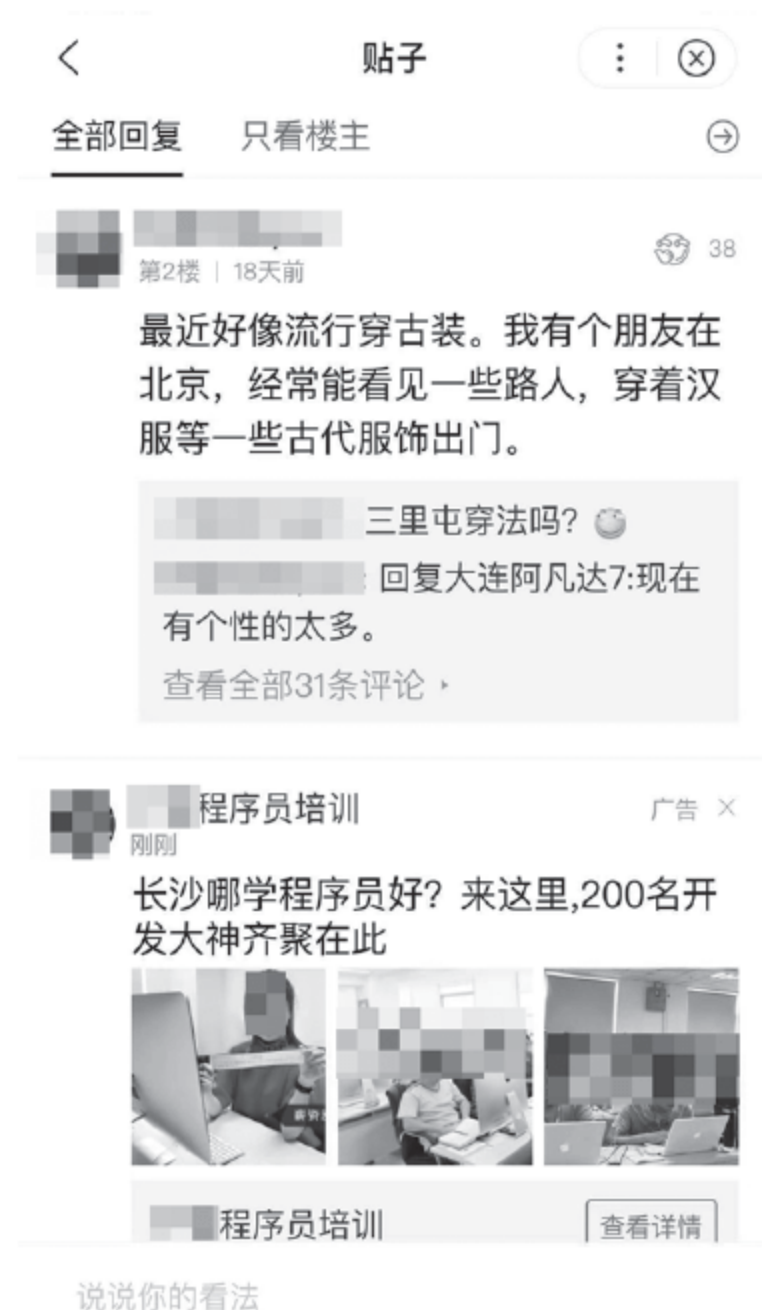 贴子
全部回复 只看楼主
第2楼 | 18天前
38
最近好像流行穿古装。我有个朋友在
北京，经常能看见一些路人，穿着汉
服等一些古代服饰出门。
三里屯穿法吗？
: 回复大连阿凡达7:现在
有个性的太多。
查看全部31条评论
程序员培训
广告
刚刚
长沙哪学程序员好？来这里,200名开
发大神齐聚在此
程序员培训
查看详情
说说你的看法